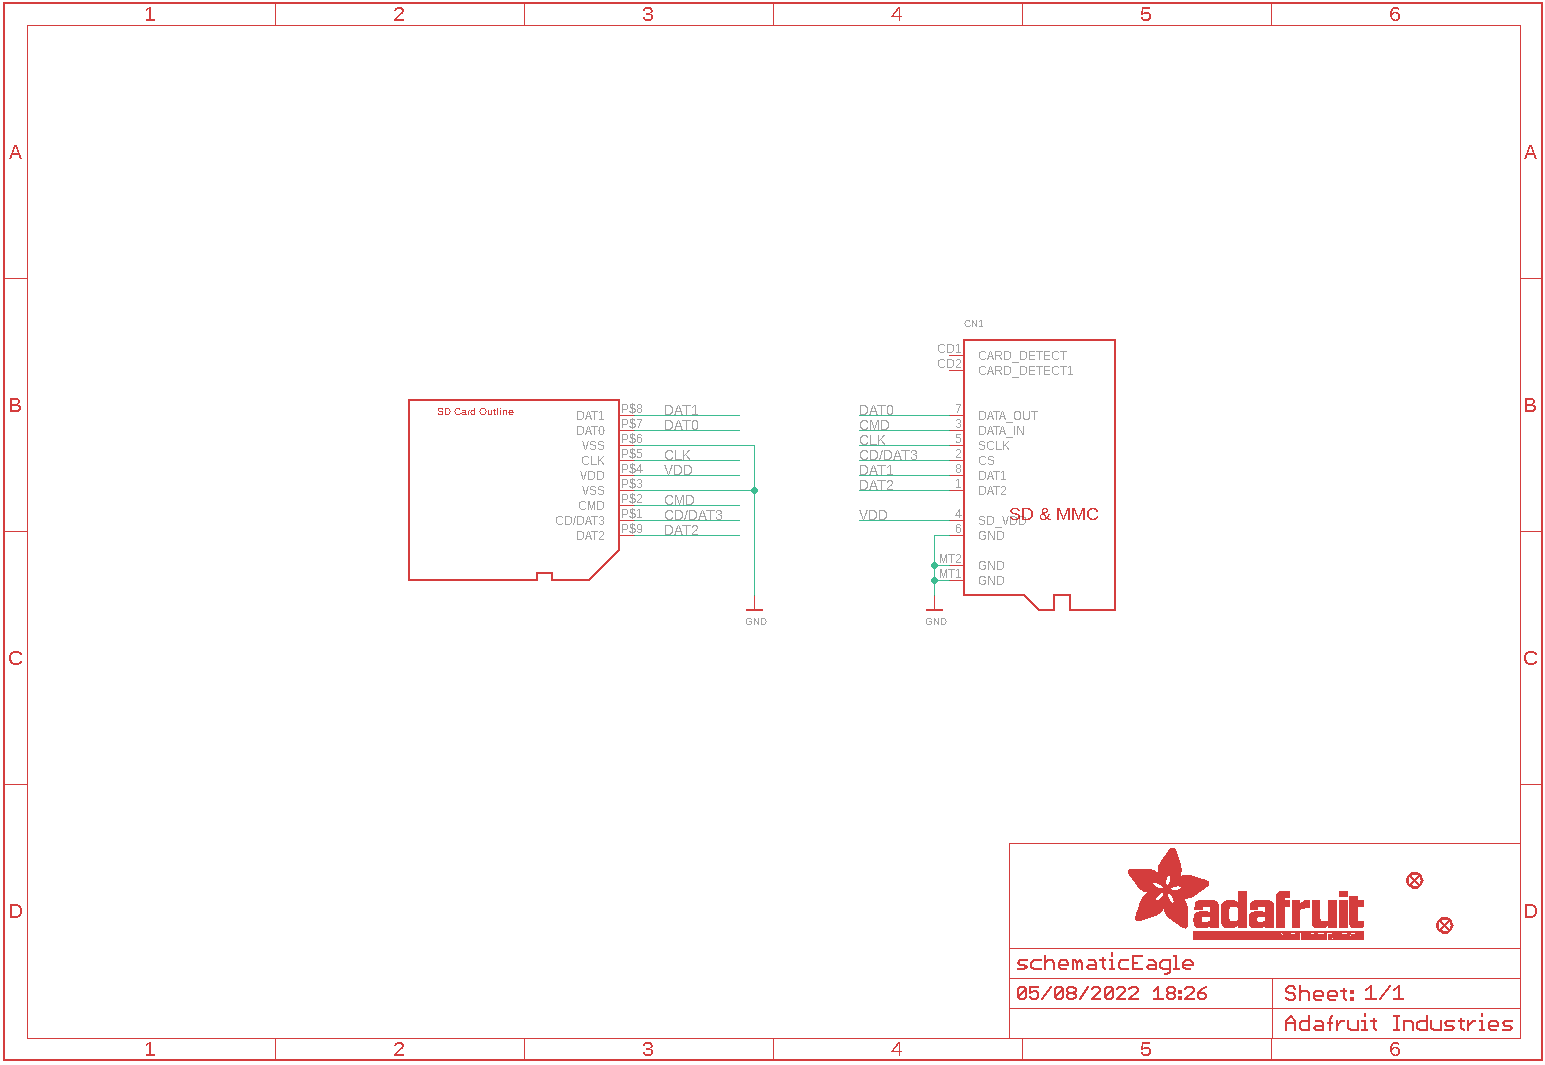 1 2 3 4 5 6
A A
B B
C C
D D
CN1
CD1 CARD_DETECT
CD2 CARD_DETECT1
SD Card Outline
DAT1 P$8 DAT1
DAT0 P$7 DAT0
VSS P$6
CLK P$5 CLK
VDD P$4 VDD
VSS P$3
CMD P$2 CMD
CD/DAT3 P$1 CD/DAT3
DAT2 P$9 DAT2
GND
DAT0 7 DATA_OUT
CMD 3 DATA_IN
CLK 5 SCLK
CD/DAT3 2 CS
DAT1 8 DAT1
DAT2 1 DAT2
SD & MMC
VDD 4 SD_VDD
6 GND
MT2 GND
MT1 GND
GND
adafruit
schematicEagle
05/08/2022 18:26 Sheet: 1/1
Adafruit Industries
1 2 3 4 5 6